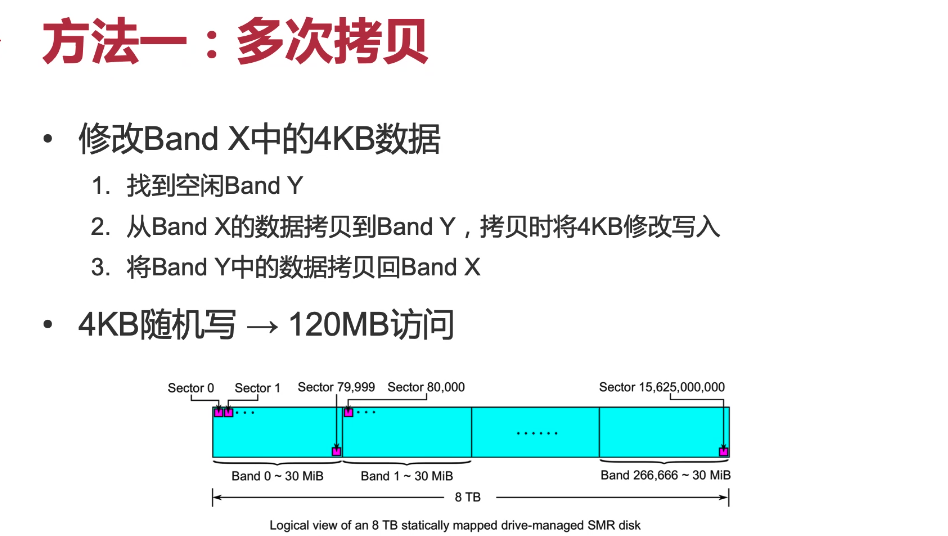 方法一：多次拷贝
• 修改Band X中的4KB数据
1. 找到空闲Band Y
2. 从Band X的数据拷贝到Band Y，拷贝时将4KB修改写入
3. 将Band Y中的数据拷贝回Band X
• 4KB随机写 → 120MB访问
Sector 0 Sector 1 Sector 79,999 Sector 80,000 Sector 15,625,000,000
Band 0 ~ 30 MiB Band 1 ~ 30 MiB Band 266,666 ~ 30 MiB
8 TB
Logical view of an 8 TB statically mapped drive-managed SMR disk